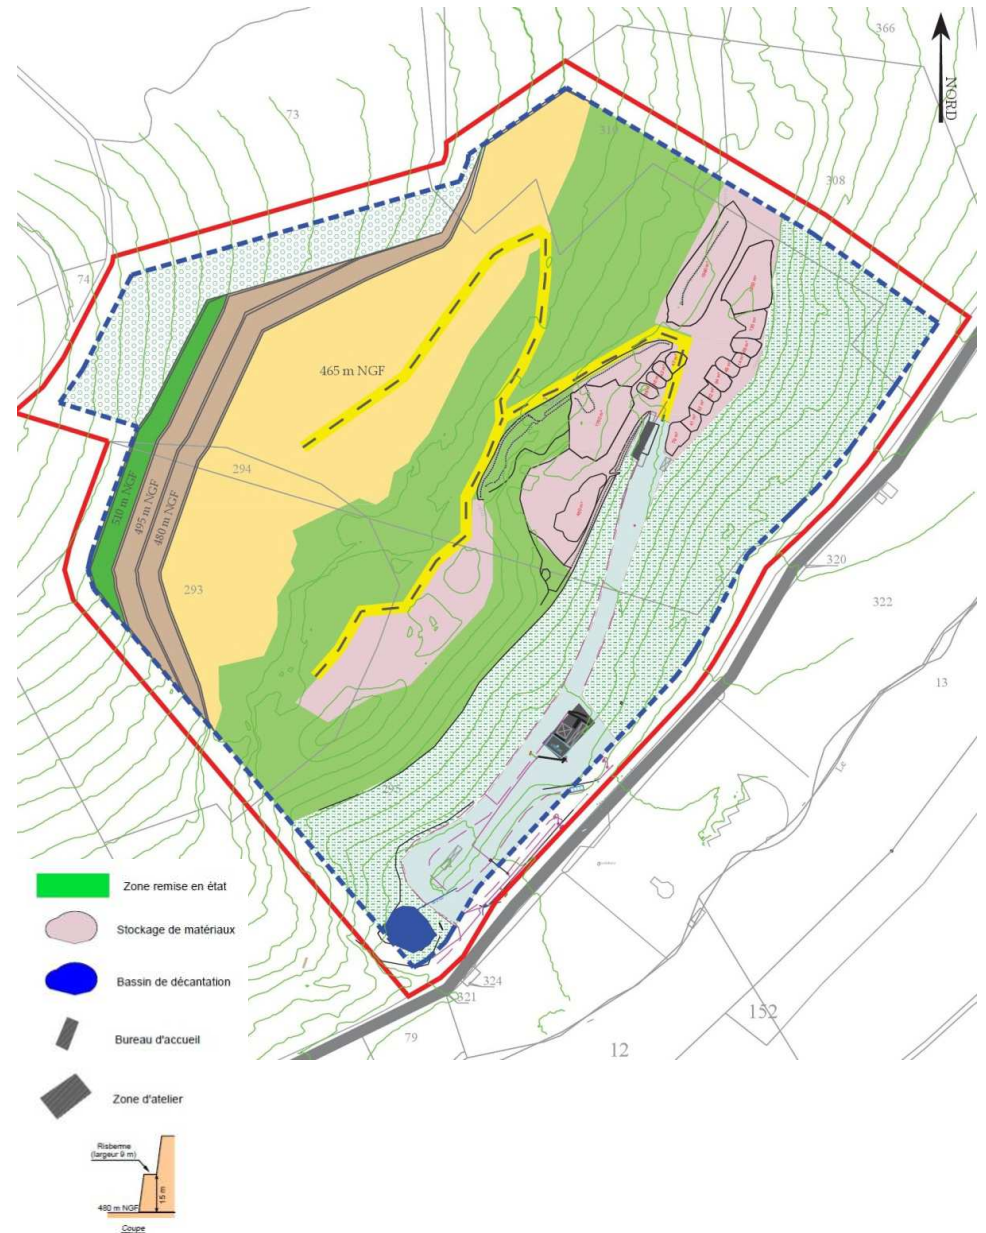 366
NORD
73
310
308
74
465 m NGF
294
510 m NGF
495 m NGF
480 m NGF
293
320
322
13
295
Le
324
321
79
152
12
Zone remise en état
Stockage de matériaux
Bassin de décantation
Bureau d'accueil
Zone d'atelier
Risberme
(largeur 9 m)
15 m
480 m NGF
Coupe